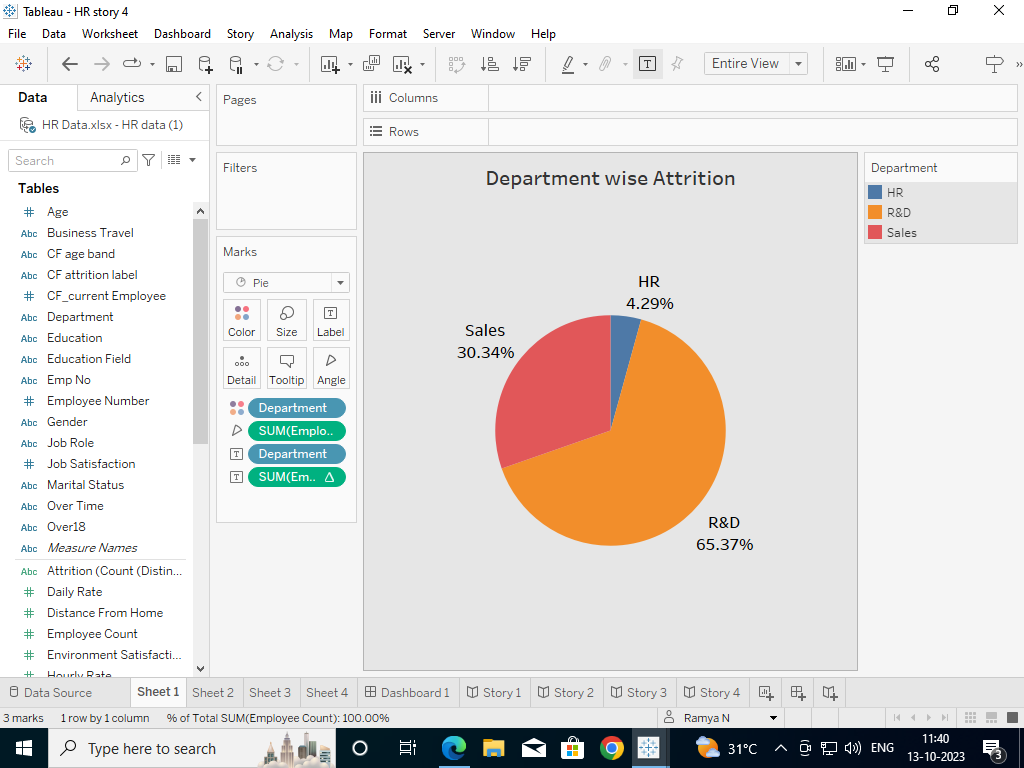 Tableau - HR story 4
File Data Worksheet Dashboard Story Analysis Map Format Server Window Help
Entire View
Data Analytics
HR Data.xlsx - HR data (1)
Search
Tables
Age
Abc Business Travel
Abc CF age band
Abc CF attrition label
CF_current Employee
Abc Department
Abc Education
Abc Education Field
Abc Emp No
Employee Number
Abc Gender
Abc Job Role
Job Satisfaction
Abc Marital Status
Abc Over Time
Abc Over18
Abc Measure Names
Abc Attrition (Count (Distin...
Daily Rate
Distance From Home
Employee Count
Environment Satisfacti...
Hourly Rate
Pages
Filters
Marks
Pie
Color Size Label
Detail Tooltip Angle
Department
SUM(Emplo..
Department
SUM(Em.. Δ
Columns
Rows
Department wise Attrition
HR
4.29%
Sales
30.34%
R&D
65.37%
Department
HR
R&D
Sales
Data Source Sheet 1 Sheet 2 Sheet 3 Sheet 4 Dashboard 1 Story 1 Story 2 Story 3 Story 4
3 marks 1 row by 1 column % of Total SUM(Employee Count): 100.00% Ramya N
Type here to search
31°C ENG
11:40
13-10-2023
3